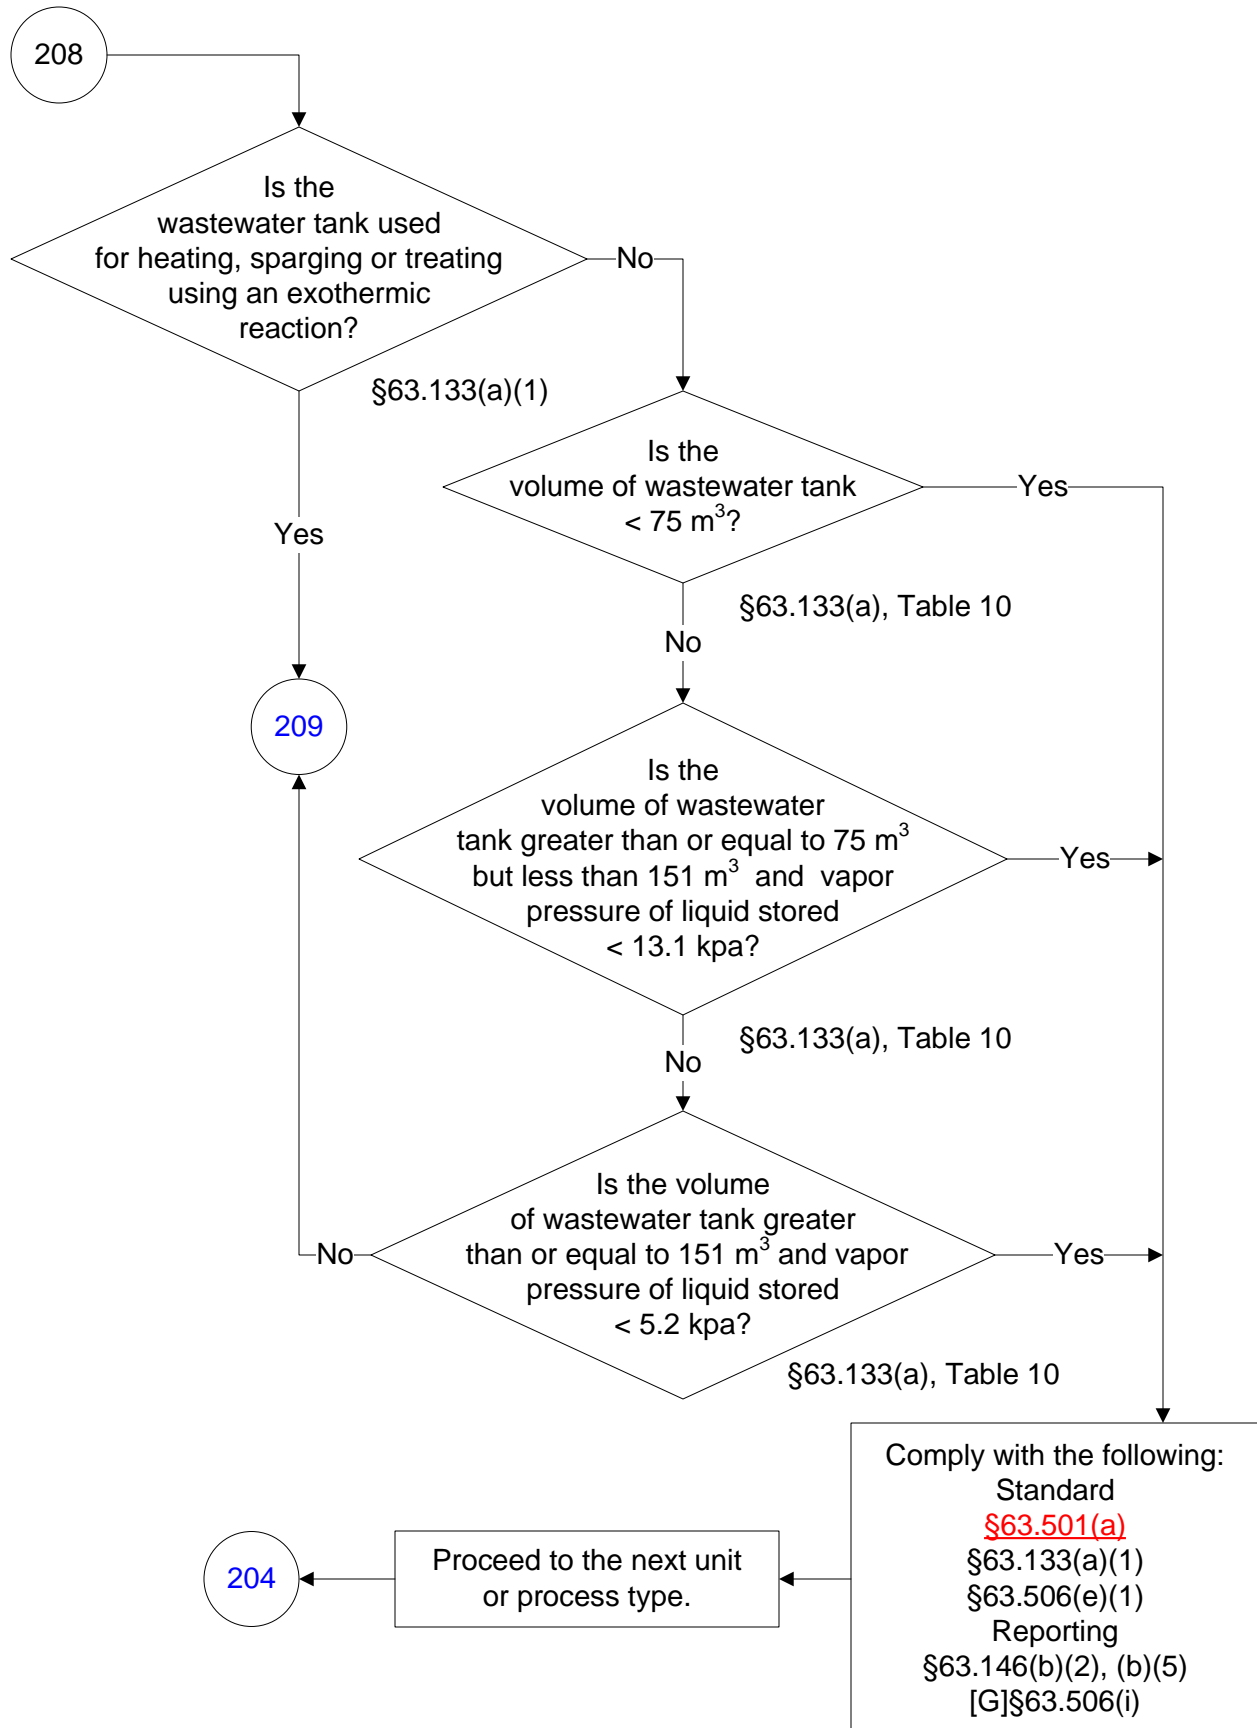 208
Is the
wastewater tank used
for heating, sparging or treating
using an exothermic
reaction?
No
§63.133(a)(1)
Yes
Is the
volume of wastewater tank
< 75 m³?
Yes
§63.133(a), Table 10
No
209
Is the
volume of wastewater
tank greater than or equal to 75 m³
but less than 151 m³ and vapor
pressure of liquid stored
< 13.1 kpa?
Yes
§63.133(a), Table 10
No
Is the volume
of wastewater tank greater
than or equal to 151 m³ and vapor
pressure of liquid stored
< 5.2 kpa?
No
Yes
§63.133(a), Table 10
Comply with the following:
Standard
§63.501(a)
§63.133(a)(1)
§63.506(e)(1)
Reporting
§63.146(b)(2), (b)(5)
[G]§63.506(i)
Proceed to the next unit
or process type.
204